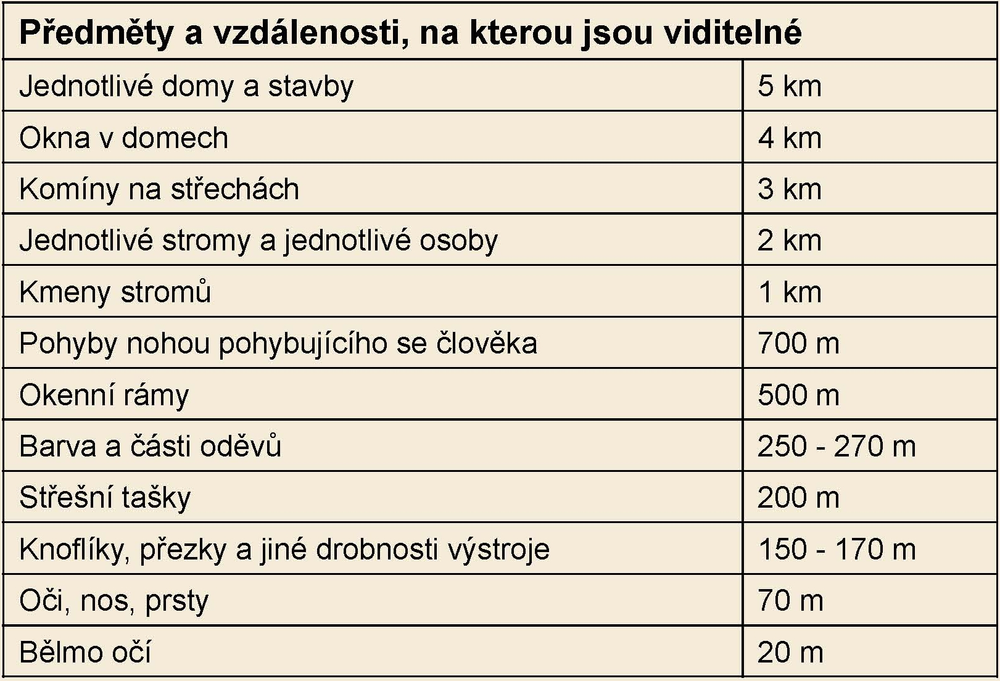 Předměty a vzdálenosti, na kterou jsou viditelné
Jednotlivé domy a stavby 5 km
Okna v domech 4 km
Komíny na střechách 3 km
Jednotlivé stromy a jednotlivé osoby 2 km
Kmeny stromů 1 km
Pohyby nohou pohybujícího se člověka 700 m
Okenní rámy 500 m
Barva a části oděvů 250 - 270 m
Střešní tašky 200 m
Knoflíky, přezky a jiné drobnosti výstroje 150 - 170 m
Oči, nos, prsty 70 m
Bělmo očí 20 m